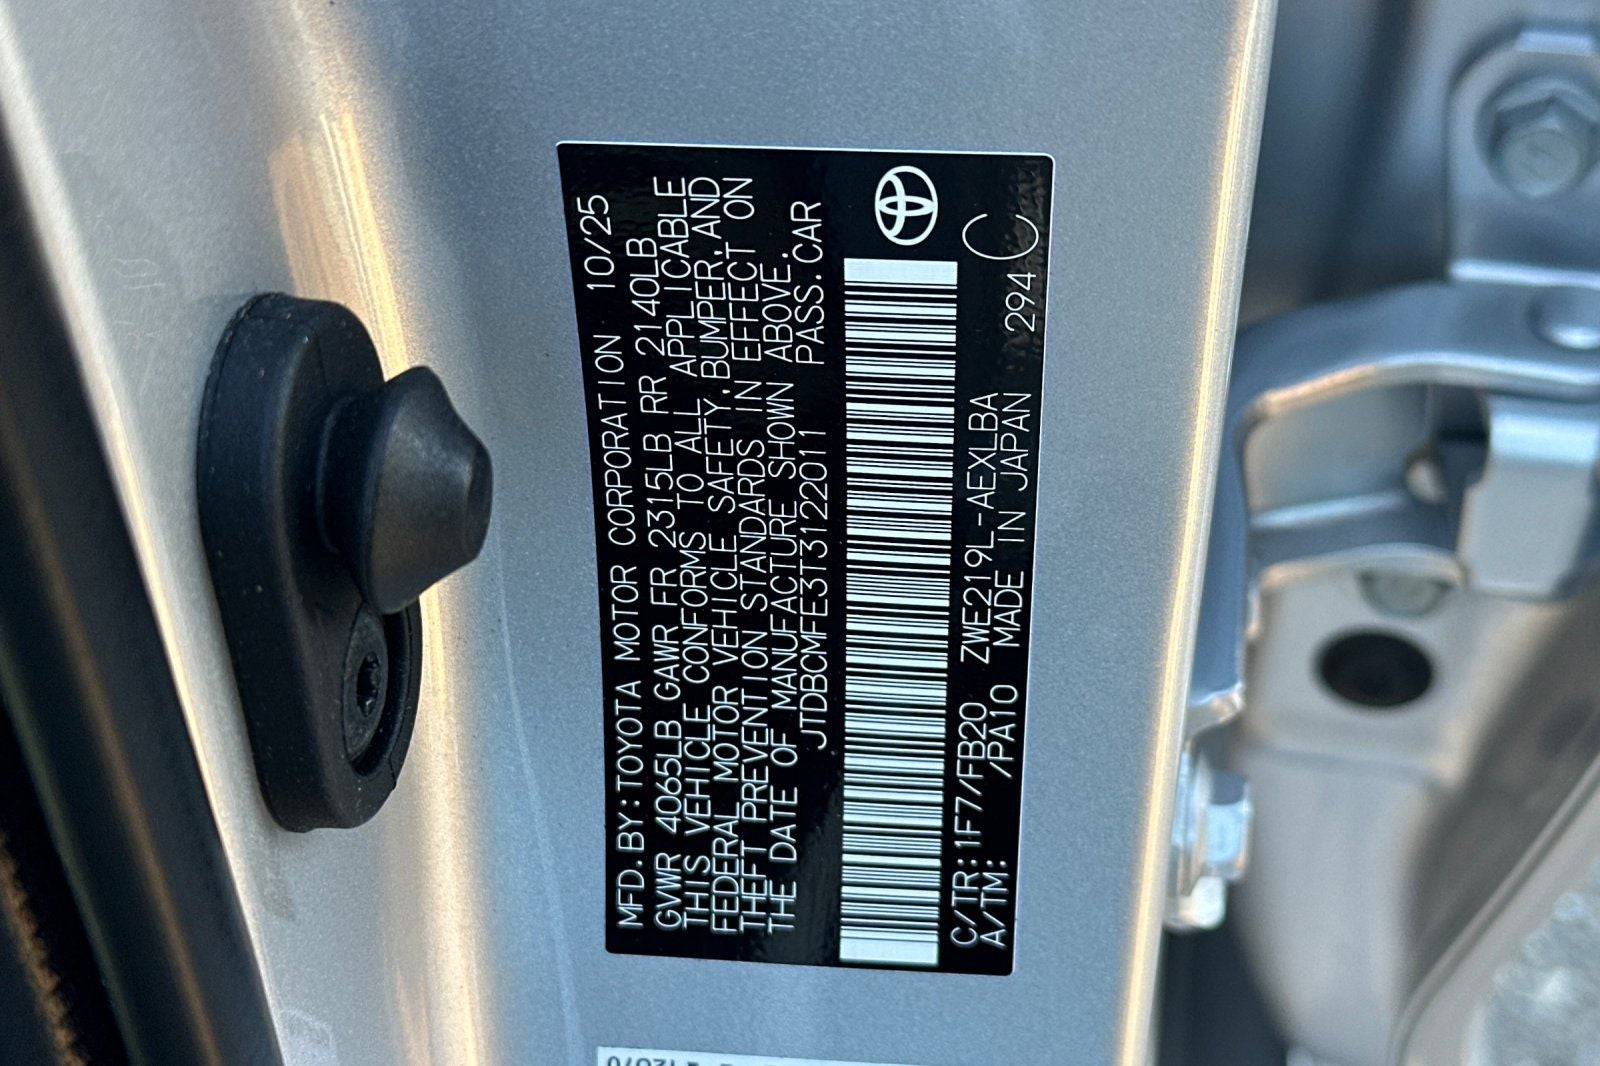 MFD.BY:TOYOTA MOTOR CORPORATION 10/25
GVWR 4065LB GAWR FR 2315LB RR 2140LB
THIS VEHICLE CONFORMS TO ALL APPLICABLE
FEDERAL MOTOR VEHICLE SAFETY,BUMPER,AND
THEFT PREVENTION STANDARDS IN EFFECT ON
THE DATE OF MANUFACTURE SHOWN ABOVE.
JTDBCMFE3T3122011 PASS.CAR
C/TR:1F7/FB20 ZWE219L-AEXLBA
A/TM: /PA10 MADE IN JAPAN 294 C